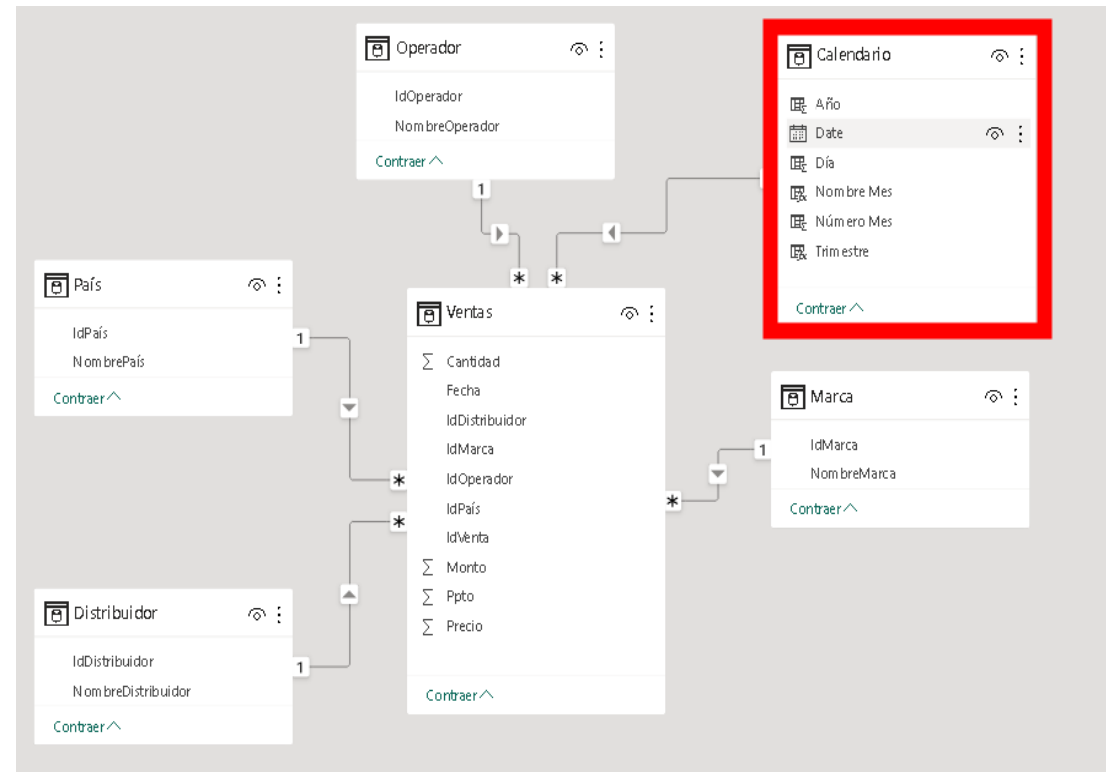 Operador
IdOperador
NombreOperador
Contraer
1
*
Calendario
Año
Date
Día
Nombre Mes
Número Mes
Trimestre
Contraer
*
País
IdPaís
NombrePaís
Contraer
1
*
Ventas
Cantidad
Fecha
IdDistribuidor
IdMarca
IdOperador
IdPaís
IdVenta
Monto
Ppto
Precio
Contraer
Marca
IdMarca
NombreMarca
Contraer
1
*
Distribuidor
IdDistribuidor
NombreDistribuidor
Contraer
1
*